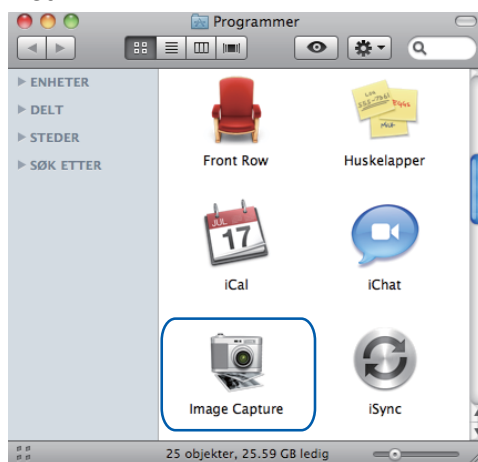 Programmer
ENHETER
DELT
STEDER
SØK ETTER
Front Row
Huskelapper
JUL
17
iCal
iChat
Image Capture
iSync
25 objekter, 25.59 GB ledig